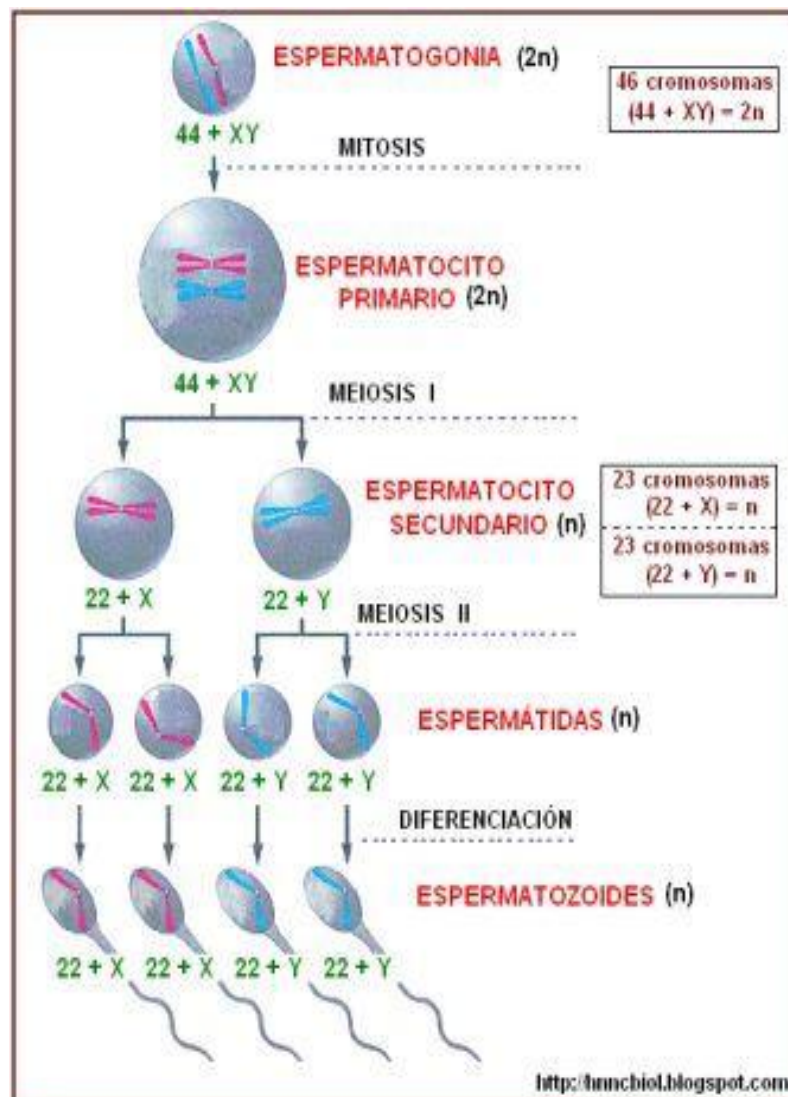 ESPERMATOGONIA (2n)
46 cromosomas
(44 + XY) = 2n
44 + XY
MITOSIS
ESPERMATOCITO
PRIMARIO (2n)
44 + XY
MEIOSIS I
ESPERMATOCITO
SECUNDARIO (n)
23 cromosomas
(22 + X) = n
23 cromosomas
(22 + Y) = n
22 + X 22 + Y
MEIOSIS II
ESPERMÁTIDAS (n)
22 + X 22 + X 22 + Y 22 + Y
DIFERENCIACIÓN
ESPERMATOZOIDES (n)
22 + X 22 + X 22 + Y 22 + Y
http://hnncbiol.blogspot.com